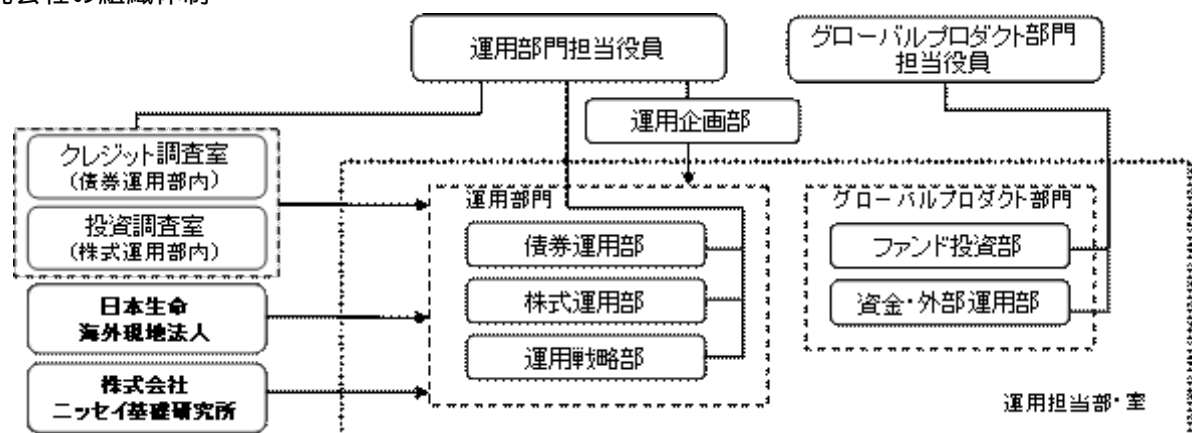 運用部門担当役員
グローバルプロダクト部門
担当役員
運用企画部
クレジット調査室
(債券運用部内)
投資調査室
(株式運用部内)
日本生命
海外現地法人
株式会社
ニッセイ基礎研究所
運用部門
債券運用部
株式運用部
運用戦略部
グローバルプロダクト部門
ファンド投資部
資金・外部運用部
運用担当部・室